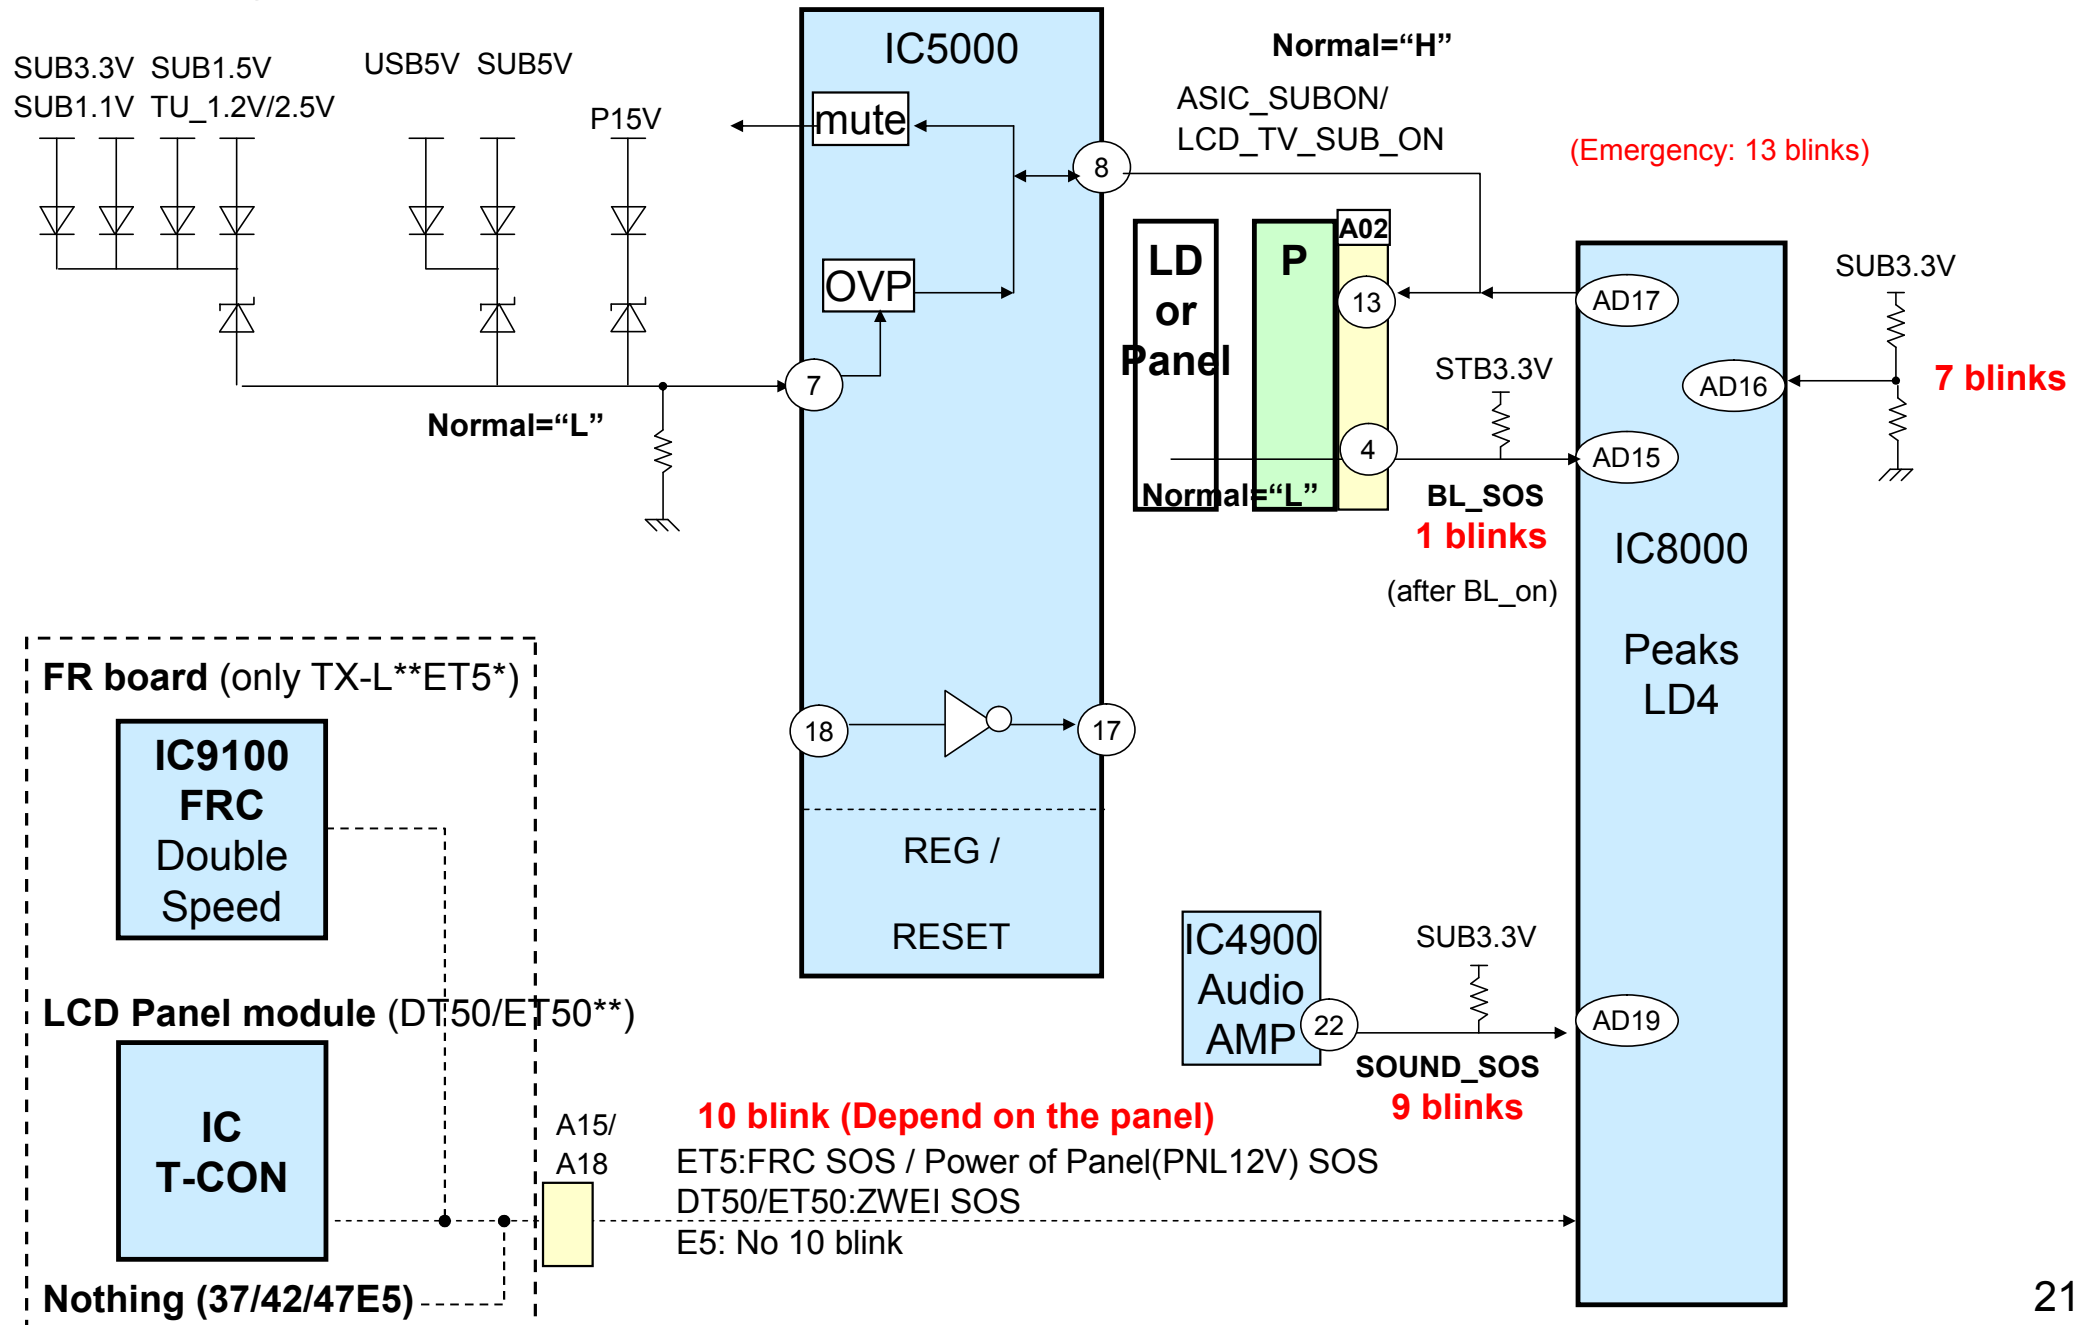 SUB3.3V SUB1.5V
SUB1.1V TU_1.2V/2.5V
USB5V SUB5V
P15V
IC5000
mute
OVP
7
8
Normal="L"
18
17
REG /
RESET
Normal="H"
ASIC_SUBON/
LCD_TV_SUB_ON
(Emergency: 13 blinks)
LD
or
Panel
P
A02
13
4
Normal="L"
STB3.3V
BL_SOS
1 blinks
(after BL_on)
AD17
AD16
AD15
SUB3.3V
7 blinks
IC8000
Peaks
LD4
FR board (only TX-L**ET5*)
IC9100
FRC
Double
Speed
LCD Panel module (DT50/ET50**)
IC
T-CON
Nothing (37/42/47E5)
A15/
A18
10 blink (Depend on the panel)
ET5:FRC SOS / Power of Panel(PNL12V) SOS
DT50/ET50:ZWEI SOS
E5: No 10 blink
IC4900
Audio
AMP
22
SUB3.3V
SOUND_SOS
9 blinks
AD19
21